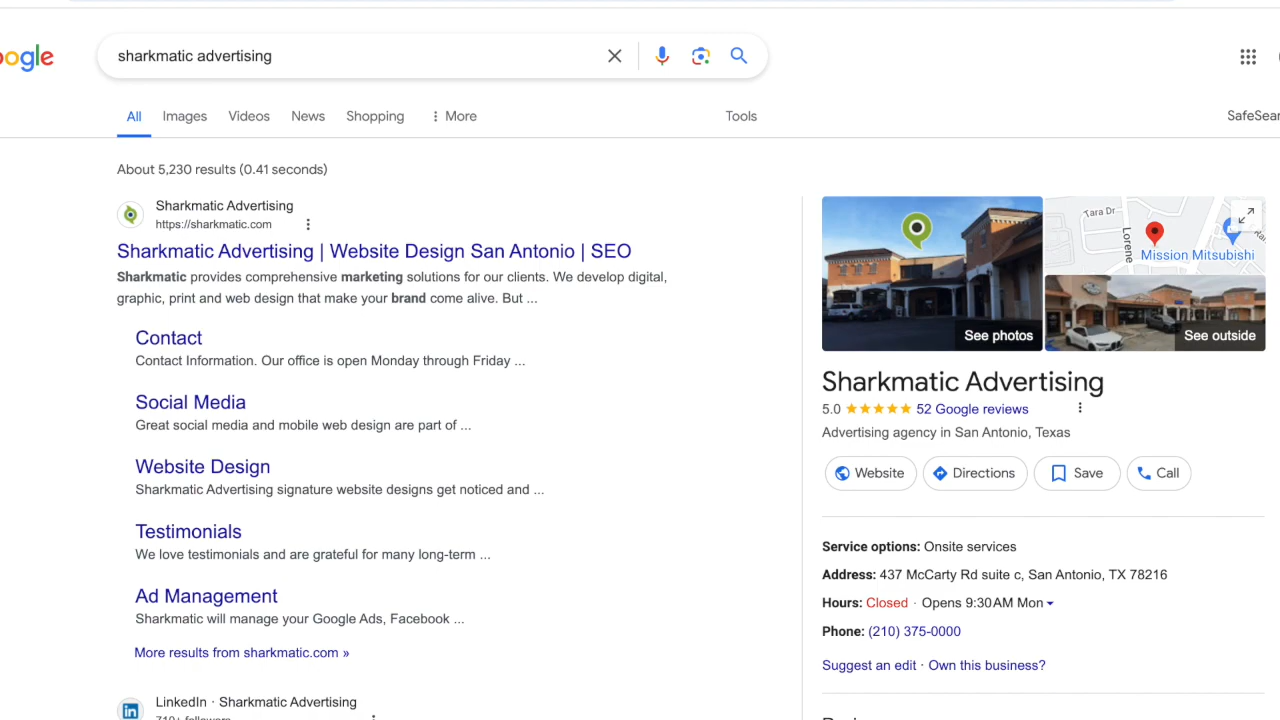 oogle
sharkmatic advertising
All Images Videos News Shopping More Tools
About 5,230 results (0.41 seconds)
Sharkmatic Advertising
https://sharkmatic.com
Sharkmatic Advertising | Website Design San Antonio | SEO
Sharkmatic provides comprehensive marketing solutions for our clients. We develop digital,
graphic, print and web design that make your brand come alive. But ...
Contact
Contact Information. Our office is open Monday through Friday ...
Social Media
Great social media and mobile web design are part of ...
Website Design
Sharkmatic Advertising signature website designs get noticed and ...
Testimonials
We love testimonials and are grateful for many long-term ...
Ad Management
Sharkmatic will manage your Google Ads, Facebook ...
More results from sharkmatic.com »
LinkedIn · Sharkmatic Advertising
710+ followers
SafeSear
Tara Dr
Lorene
Mission Mitsubishi
See photos
See outside
Sharkmatic Advertising
5.0 52 Google reviews
Advertising agency in San Antonio, Texas
Website Directions Save Call
Service options: Onsite services
Address: 437 McCarty Rd suite c, San Antonio, TX 78216
Hours: Closed · Opens 9:30 AM Mon
Phone: (210) 375-0000
Suggest an edit · Own this business?